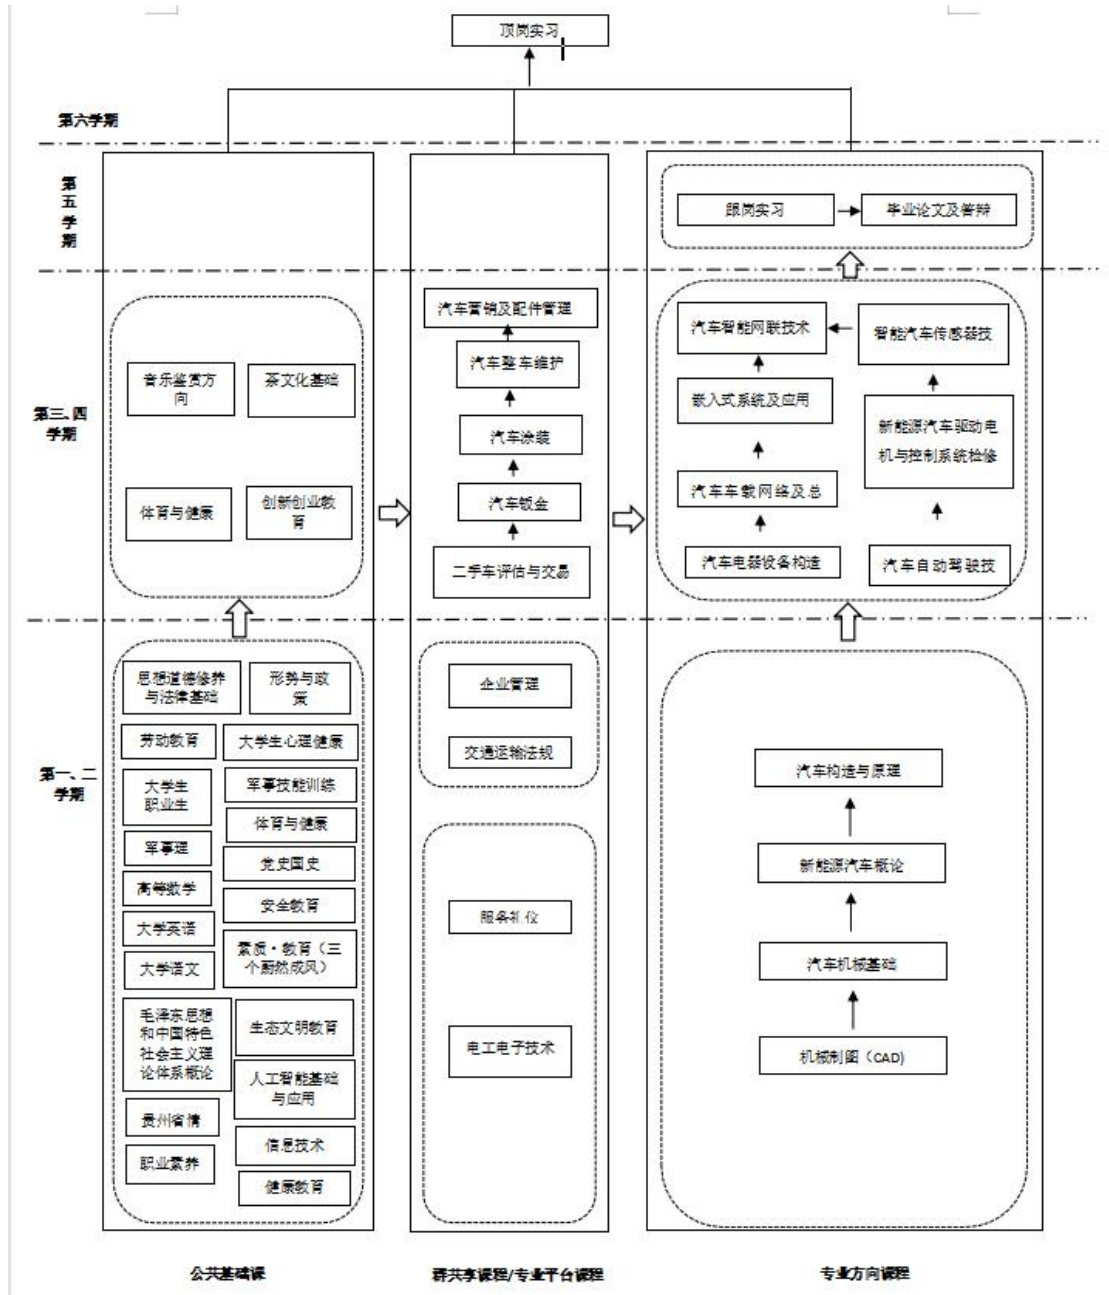 顶岗实习
第六学期
第
五
学
期
跟岗实习
毕业论文及答辩
第三、四
学期
音乐鉴赏方
向
茶文化基础
体育与健康
创新创业教
育
汽车营销及配件管理
汽车整车维护
汽车涂装
汽车钣金
二手车评估与交易
汽车智能网联技术
智能汽车传感器技
嵌入式系统及应用
新能源汽车驱动电
机与控制系统检修
汽车车载网络及总
汽车电器设备构造
汽车自动驾驶技
第一、二
学期
思想道德修养
与法律基础
形势与政
策
劳动教育
大学生心理健康
大学生
职业生
军事技能训练
体育与健康
军事理
党史国史
高等数学
安全教育
大学英语
素质·教育（三
个蔚然成风）
大学语文
毛泽东思想
和中国特色
社会主义理
论体系概论
生态文明教育
人工智能基础
与应用
贵州省情
信息技术
职业素养
健康教育
企业管理
交通运输法规
服务礼仪
电工电子技术
汽车构造与原理
新能源汽车概论
汽车机械基础
机械制图（CAD)
公共基础课
群共享课程/专业平台课程
专业方向课程